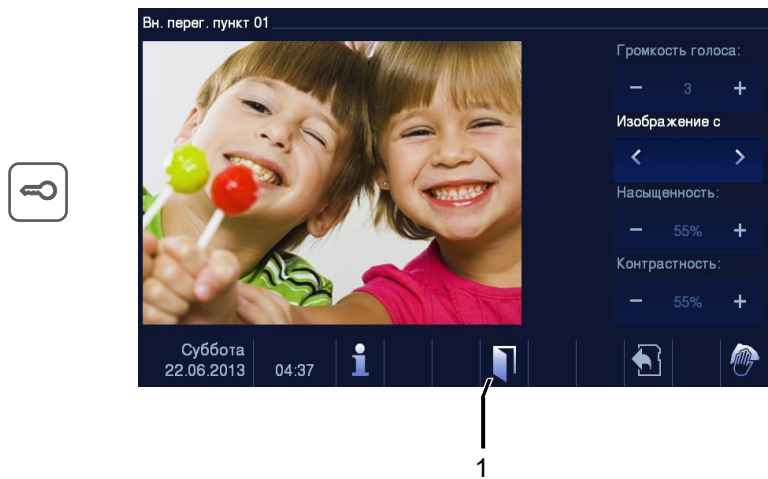 Вн. перег. пункт 01
Громкость голоса:
− 3 +
Изображение с
< >
Насыщенность:
− 55% +
Контрастность:
− 55% +
Суббота
22.06.2013 04:37
1